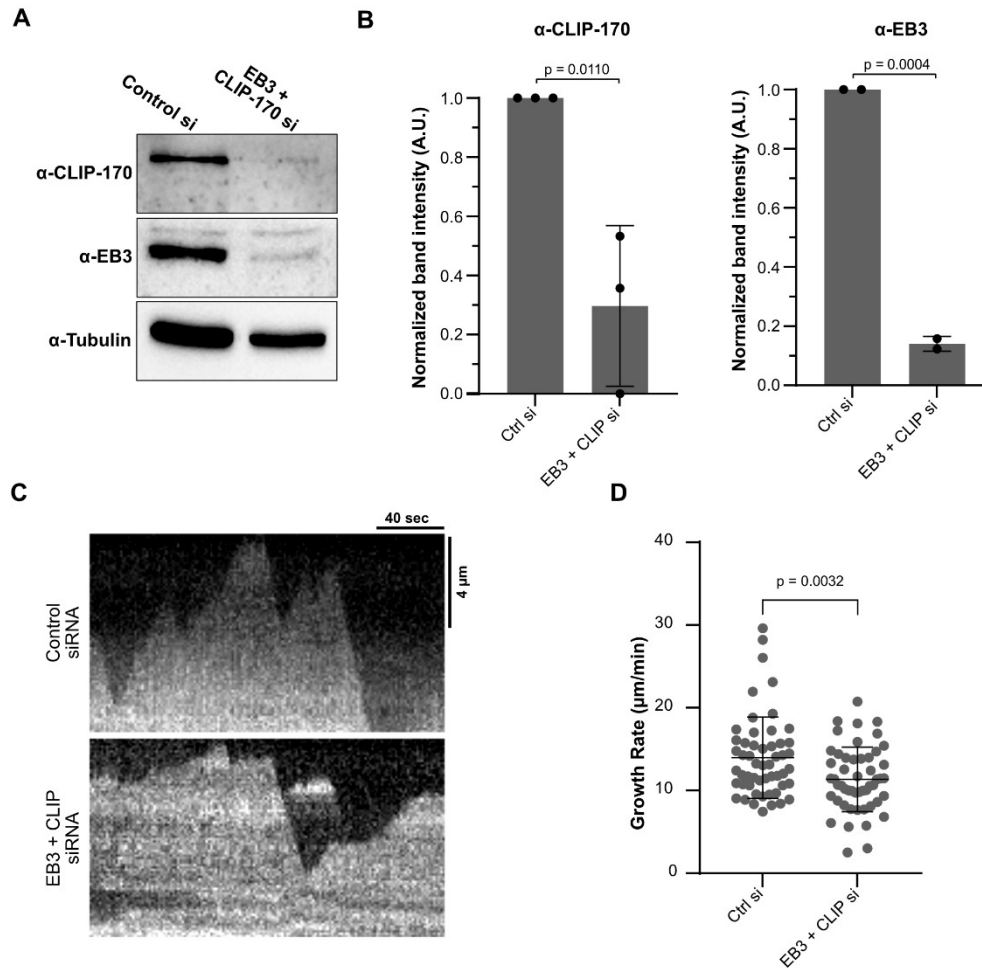 A
Control si
EB3 +
CLIP-170 si
α-CLIP-170
α-EB3
α-Tubulin
B
α-CLIP-170
p = 0.0110
Normalized band intensity (A.U.)
1.0
0.8
0.6
0.4
0.2
0.0
Ctrl si
EB3 + CLIP si
α-EB3
p = 0.0004
Normalized band intensity (A.U.)
1.0
0.8
0.6
0.4
0.2
0.0
Ctrl si
EB3 + CLIP si
C
40 sec
4 μm
Control
siRNA
EB3 + CLIP
siRNA
D
p = 0.0032
Growth Rate (μm/min)
40
30
20
10
0
Ctrl si
EB3 + CLIP si